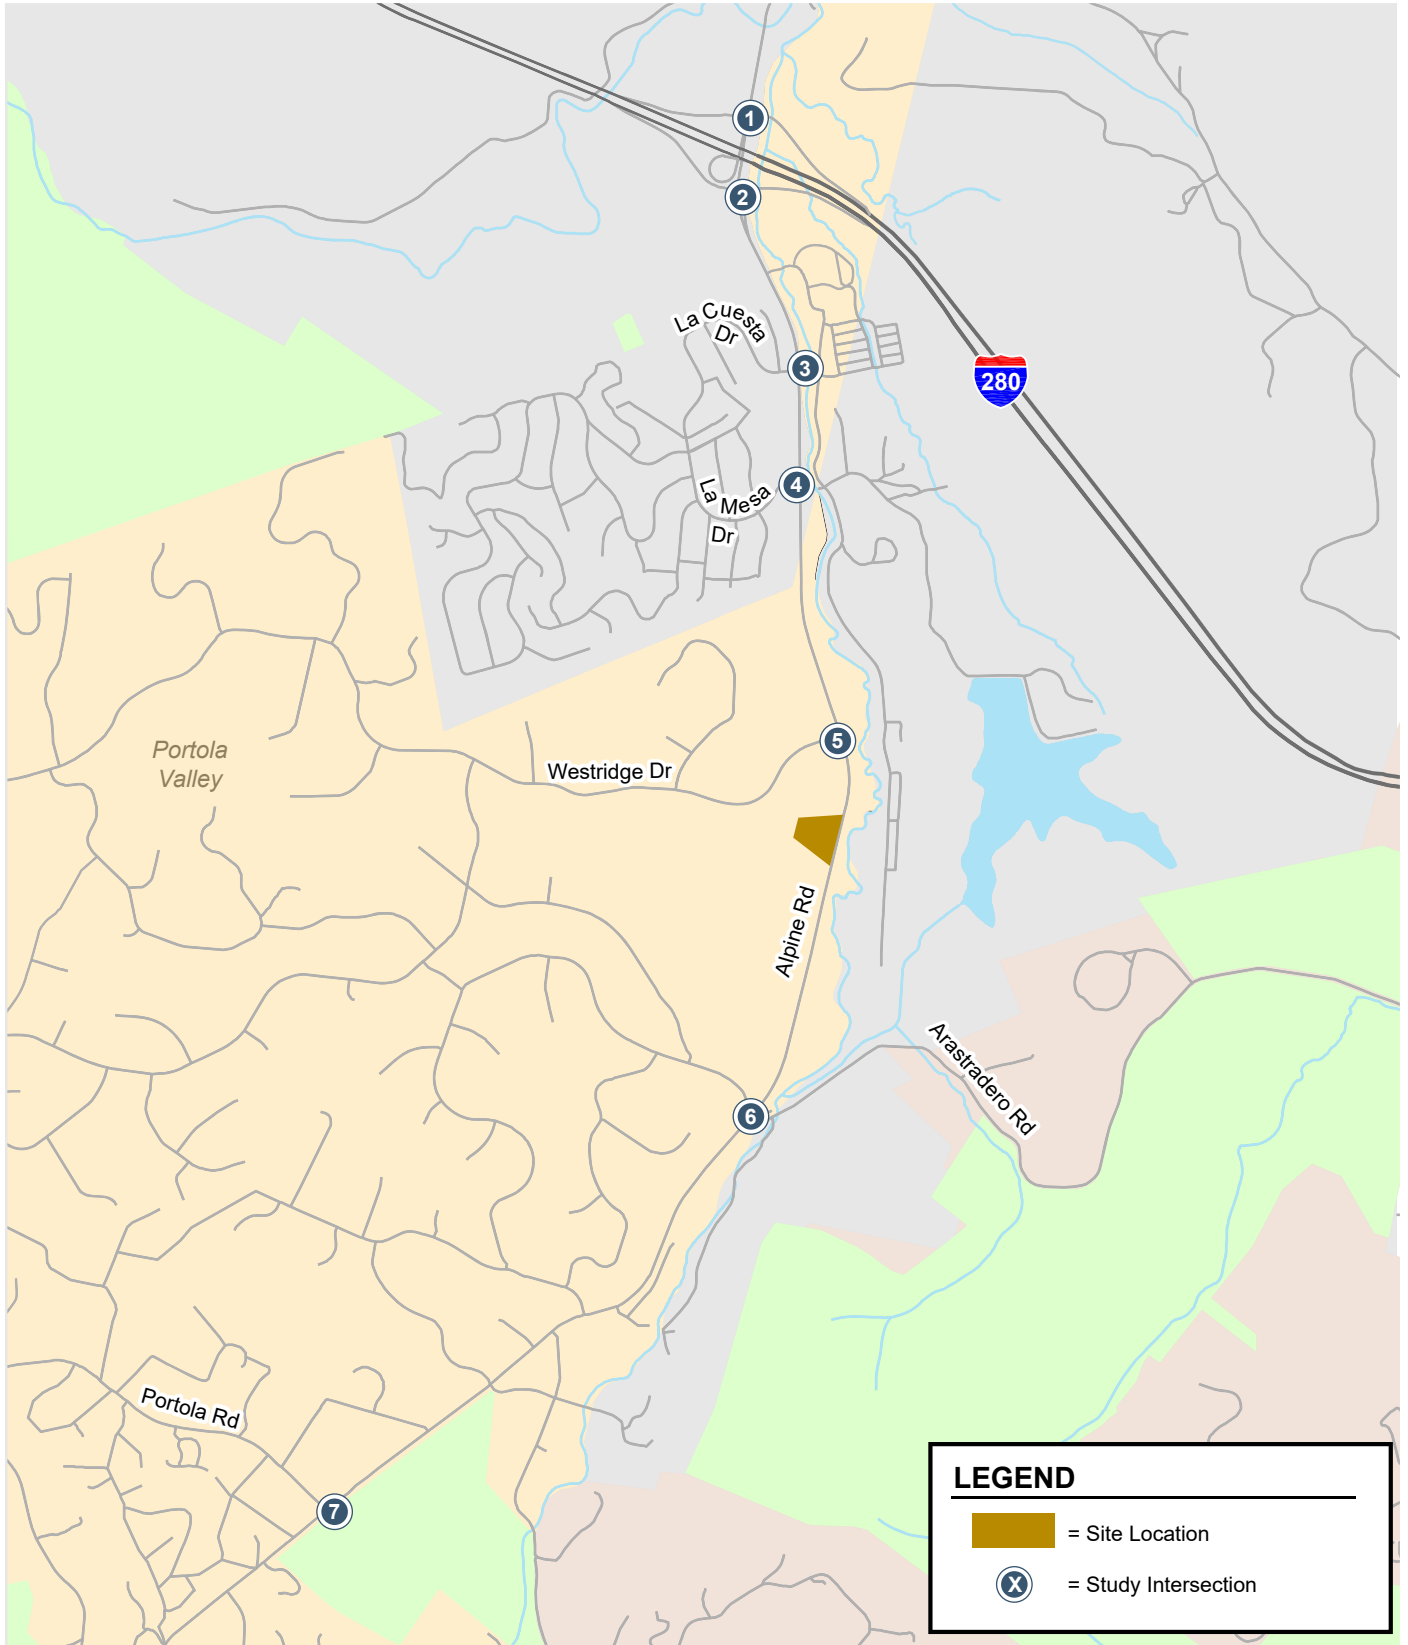 1
2
La Cuesta
Dr
3
280
4
La Mesa
Dr
5
Portola
Valley
Westridge Dr
Alpine Rd
Arastradero Rd
6
Portola Rd
7
LEGEND
= Site Location
X = Study Intersection